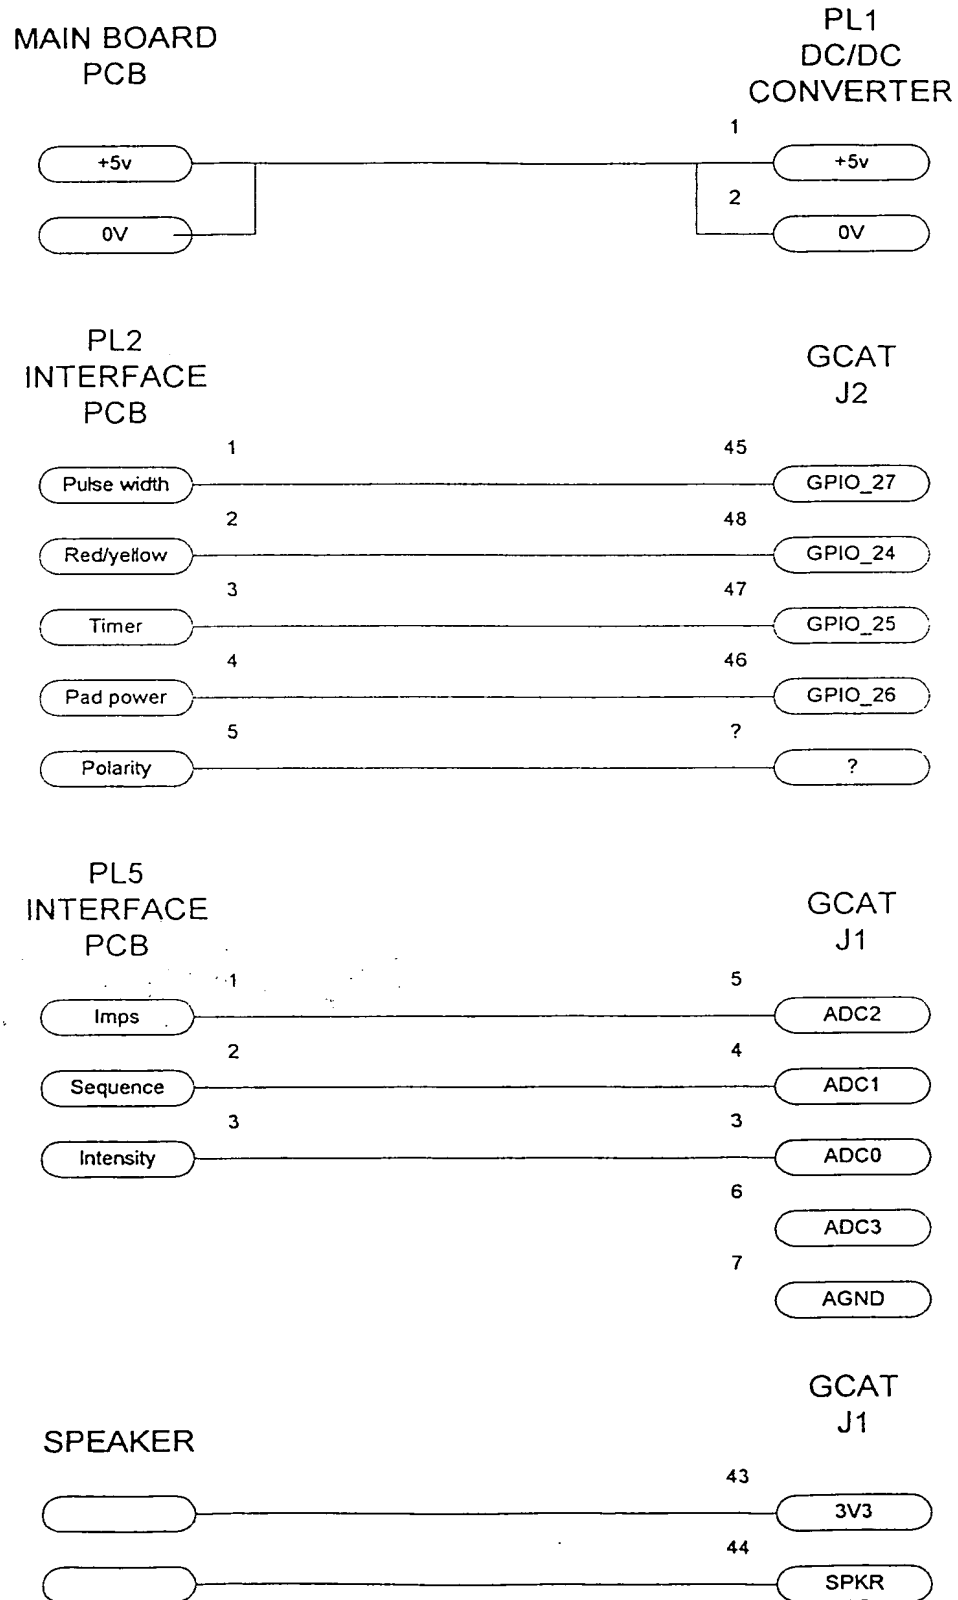 MAIN BOARD
PCB
PL1
DC/DC
CONVERTER
1
+5v
+5v
2
0V
0V
PL2
INTERFACE
PCB
GCAT
J2
1
45
Pulse width
GPIO_27
2
48
Red/yellow
GPIO_24
3
47
Timer
GPIO_25
4
46
Pad power
GPIO_26
5
?
Polarity
?
PL5
INTERFACE
PCB
GCAT
J1
1
5
Imps
ADC2
2
4
Sequence
ADC1
3
3
Intensity
ADC0
6
ADC3
7
AGND
SPEAKER
GCAT
J1
43
3V3
44
SPKR